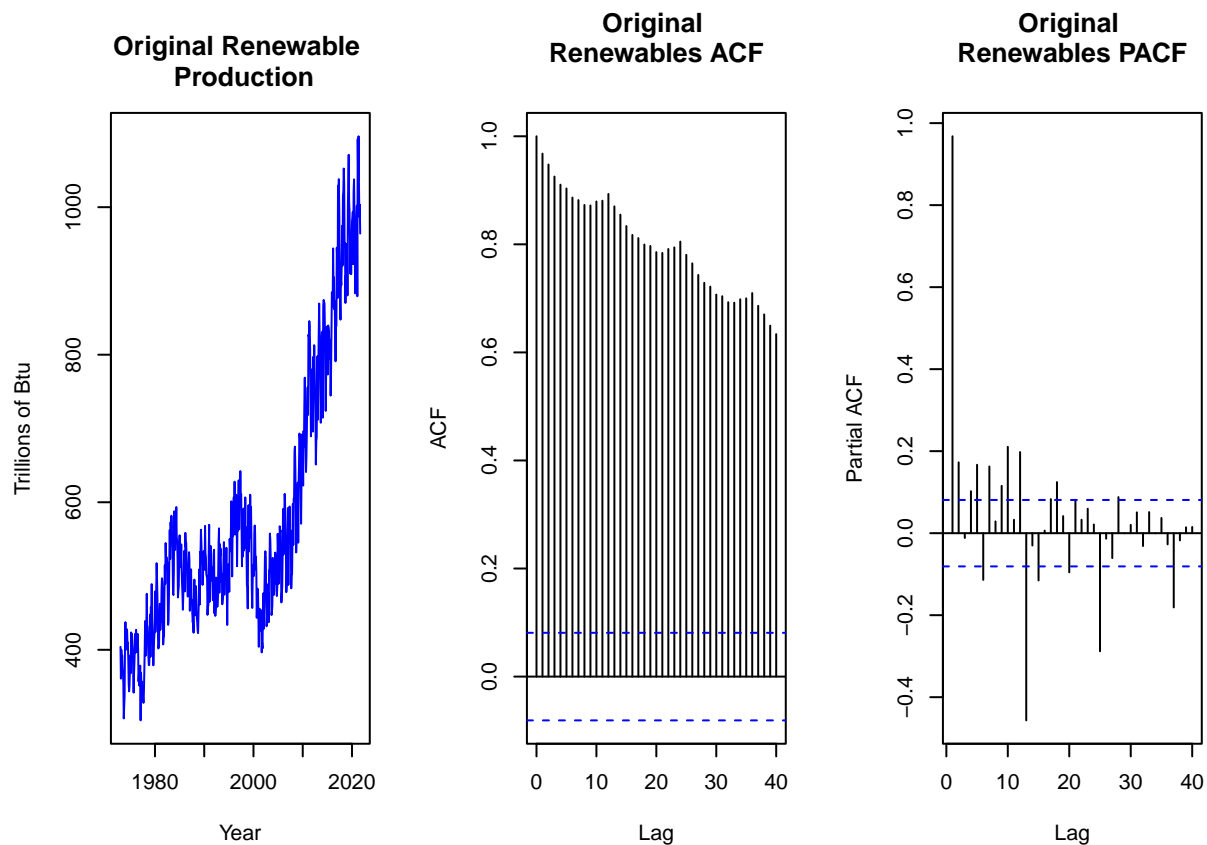 Original Renewable
Production
Trillions of Btu
400
600
800
1000
1980
2000
2020
Year
Original
Renewables ACF
ACF
0.0
0.2
0.4
0.6
0.8
1.0
0
10
20
30
40
Lag
Original
Renewables PACF
Partial ACF
−0.4
−0.2
0.0
0.2
0.4
0.6
0.8
1.0
0
10
20
30
40
Lag